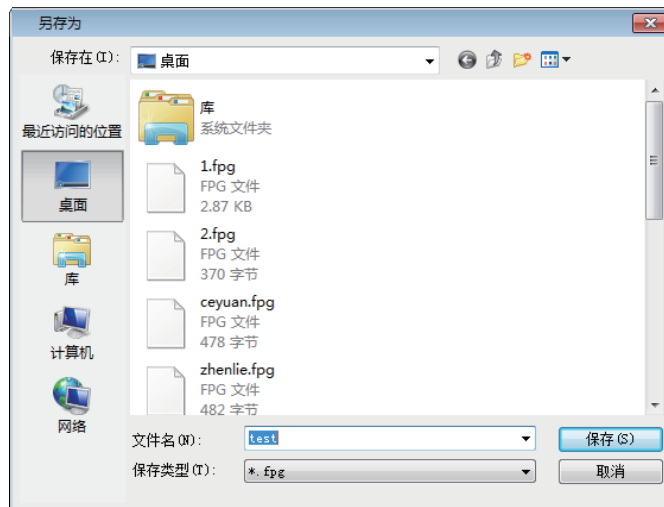 另存为
保存在(I):
桌面
最近访问的位置
桌面
库
计算机
网络
库
系统文件夹
1.fpg
FPG 文件
2.87 KB
2.fpg
FPG 文件
370 字节
ceyuan.fpg
FPG 文件
478 字节
zhenlie.fpg
FPG 文件
482 字节
文件名(N):
test
保存(S)
保存类型(T):
*.fpg
取消